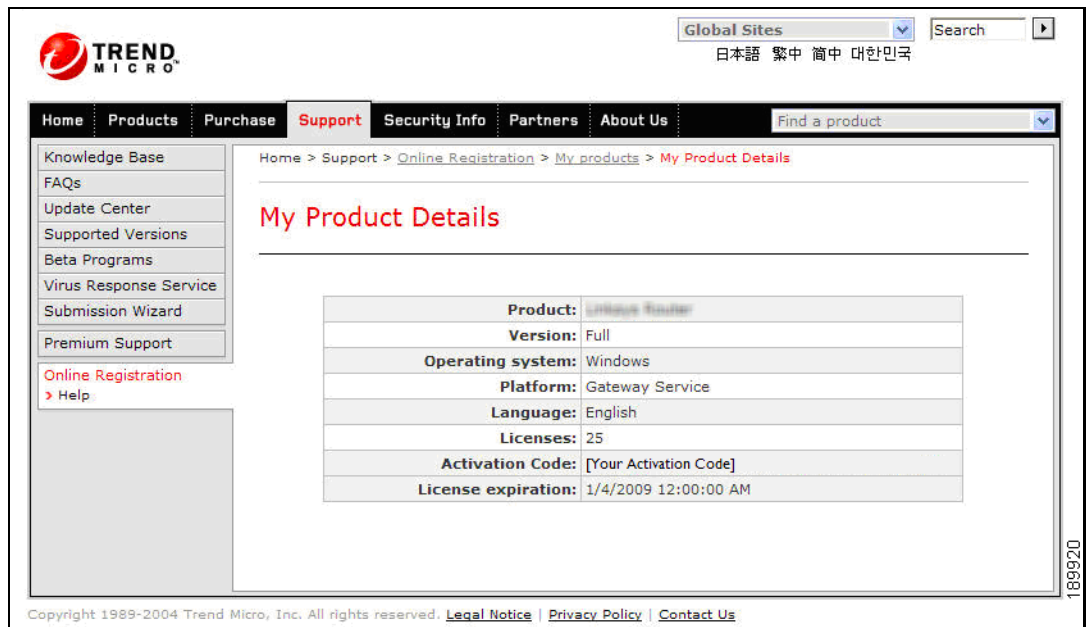 Global Sites
Search
TREND
MICRO™
日本語 繁中 简中 대한민국
Home Products Purchase Support Security Info Partners About Us
Find a product
Knowledge Base
FAQs
Update Center
Supported Versions
Beta Programs
Virus Response Service
Submission Wizard
Premium Support
Online Registration
> Help
Home > Support > Online Registration > My products > My Product Details
My Product Details
Product:
Version: Full
Operating system: Windows
Platform: Gateway Service
Language: English
Licenses: 25
Activation Code: [Your Activation Code]
License expiration: 1/4/2009 12:00:00 AM
189920
Copyright 1989-2004 Trend Micro, Inc. All rights reserved. Legal Notice | Privacy Policy | Contact Us